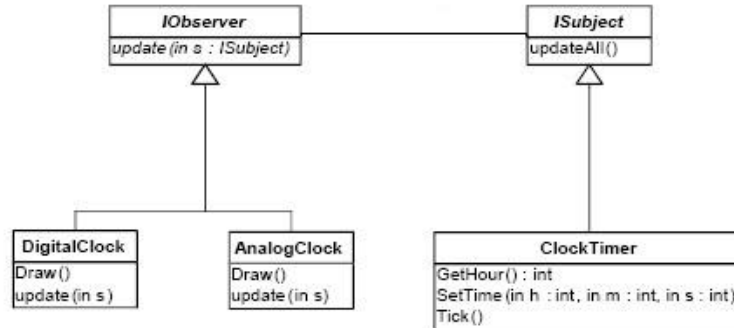 IObserver
update(in s : ISubject)
ISubject
updateAll()
DigitalClock
Draw()
update(in s)
AnalogClock
Draw()
update(in s)
ClockTimer
GetHour() : int
SetTime(in h : int, in m : int, in s : int)
Tick()